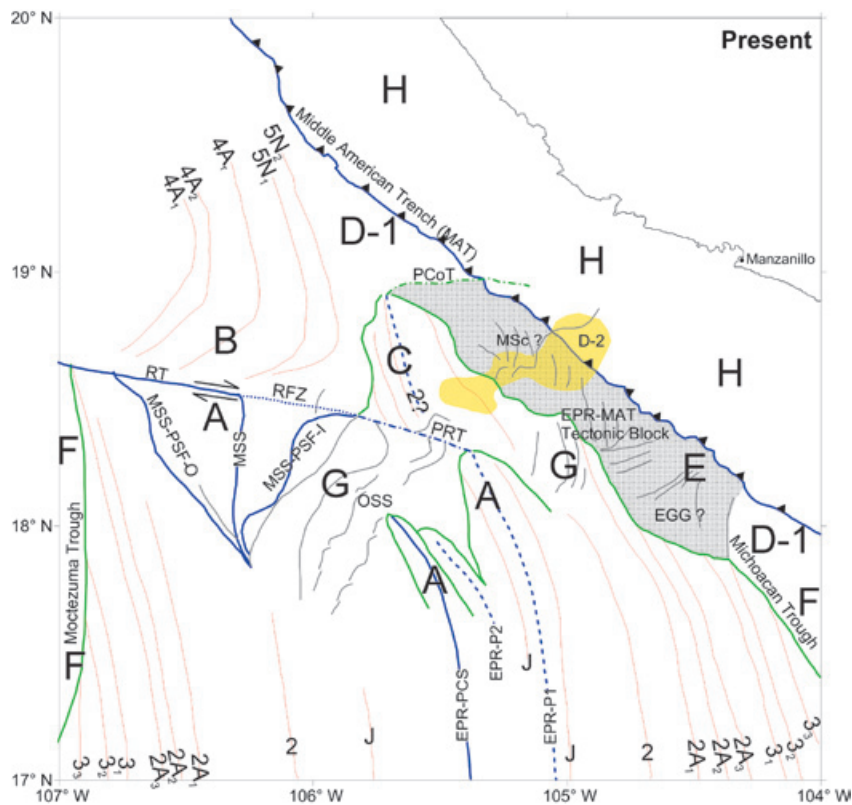 20° N
Present
H
Middle American Trench (MAT)
4A₁
4A₂
4A₁
5N₂
5N₁
D-1
H
Manzanillo
19° N
PCoT
B
MSc ?
D-2
H
C
2?
RT
RFZ
A
MSS-PSF-O
MSS
MSS-PSF-I
PRT
EPR-MAT
Tectonic Block
F
G
G
E
OSS
A
EGG ?
18° N
D-1
A
Moctezuma Trough
Michoacan Trough
F
F
EPR-P2
J
EPR-PCS
EPR-P1
3₃
3₂
3₁
3
2A₃
2A₂
2A₁
2
J
J
2
2A₁
2A₂
2A₃
3₁
3₂
3₃
17° N
107° W
106° W
105° W
104° W